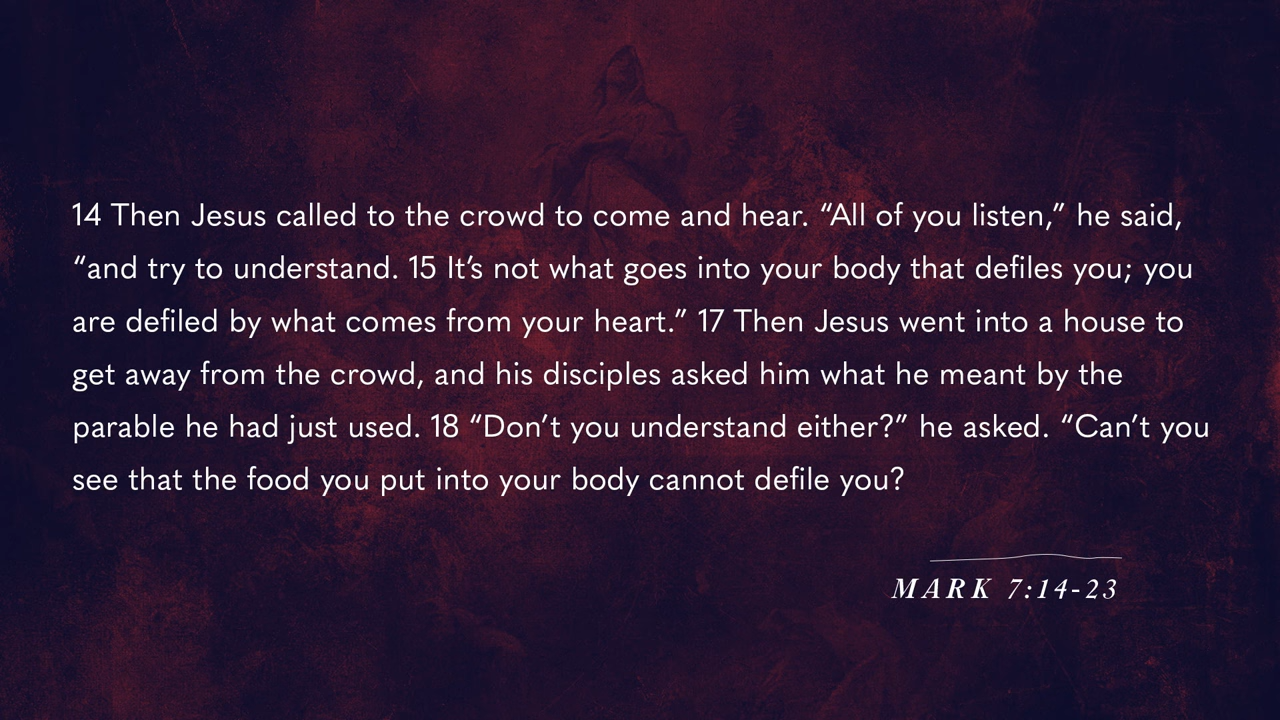 14 Then Jesus called to the crowd to come and hear. “All of you listen,” he said,
“and try to understand. 15 It’s not what goes into your body that defiles you; you
are defiled by what comes from your heart.” 17 Then Jesus went into a house to
get away from the crowd, and his disciples asked him what he meant by the
parable he had just used. 18 “Don’t you understand either?” he asked. “Can’t you
see that the food you put into your body cannot defile you?
MARK 7:14-23